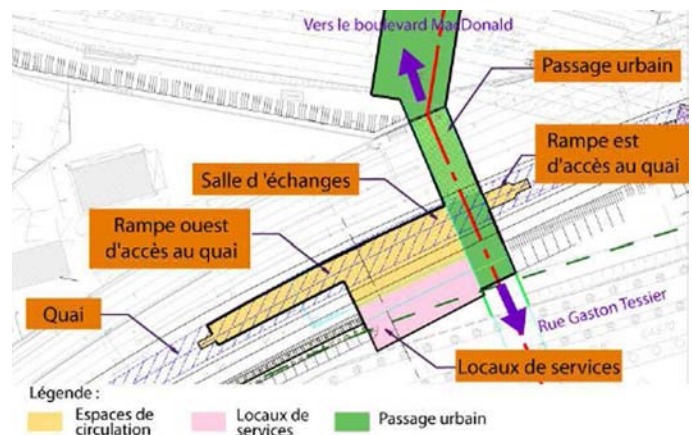 Vers le boulevard MacDonald
Passage urbain
Rampe est
d'accès au quai
Salle d 'échanges
Rampe ouest
d'accès au quai
Quai
Rue Gaston Tessier
Locaux de services
Légende :
Espaces de
circulation
Locaux de
services
Passage urbain